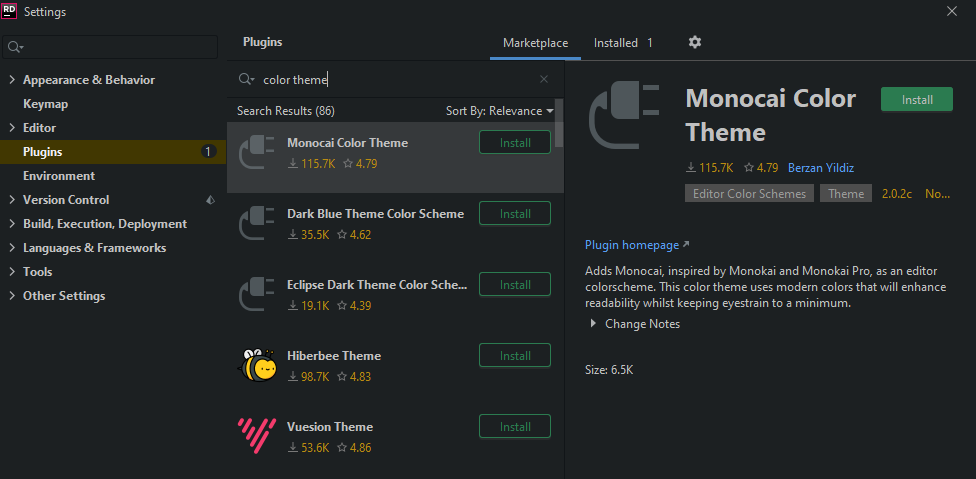 RD Settings
Appearance & Behavior
Keymap
Editor
Plugins 1
Environment
Version Control
Build, Execution, Deployment
Languages & Frameworks
Tools
Other Settings
Plugins
Marketplace Installed 1
color theme
Search Results (86) Sort By: Relevance
Monocai Color Theme Install
115.7K 4.79
Dark Blue Theme Color Scheme Install
35.5K 4.62
Eclipse Dark Theme Color Sche... Install
19.1K 4.39
Hiberbee Theme Install
98.7K 4.83
Vuesion Theme Install
53.6K 4.86
Monocai Color
Theme
Install
115.7K 4.79 Berzan Yildiz
Editor Color Schemes Theme 2.0.2c No...
Plugin homepage
Adds Monocai, inspired by Monokai and Monokai Pro, as an editor
colorscheme. This color theme uses modern colors that will enhance
readability whilst keeping eyestrain to a minimum.
Change Notes
Size: 6.5K